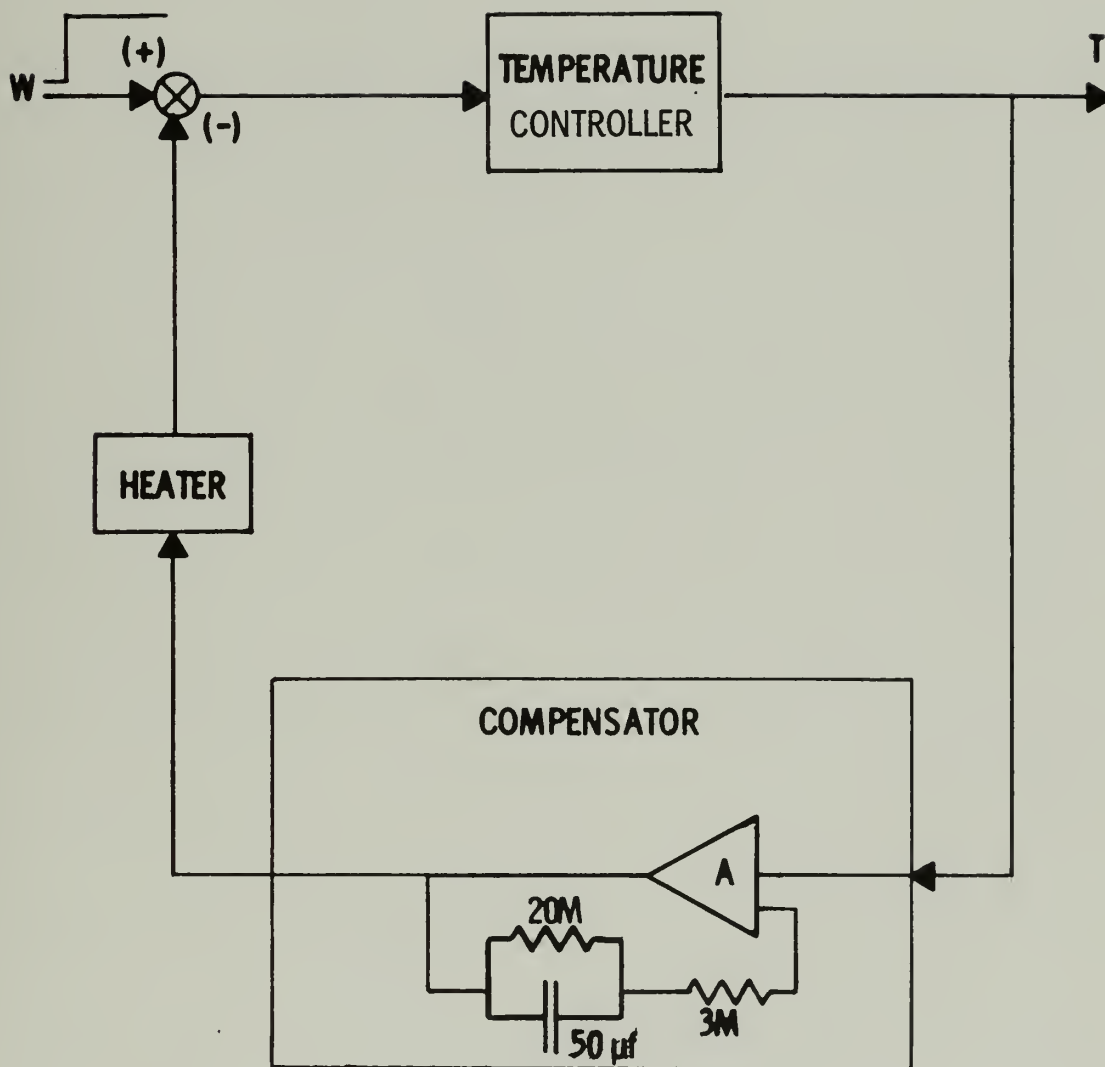 W
(+)
(-)
TEMPERATURE
CONTROLLER
T
HEATER
COMPENSATOR
A
20M
50 µf
3M